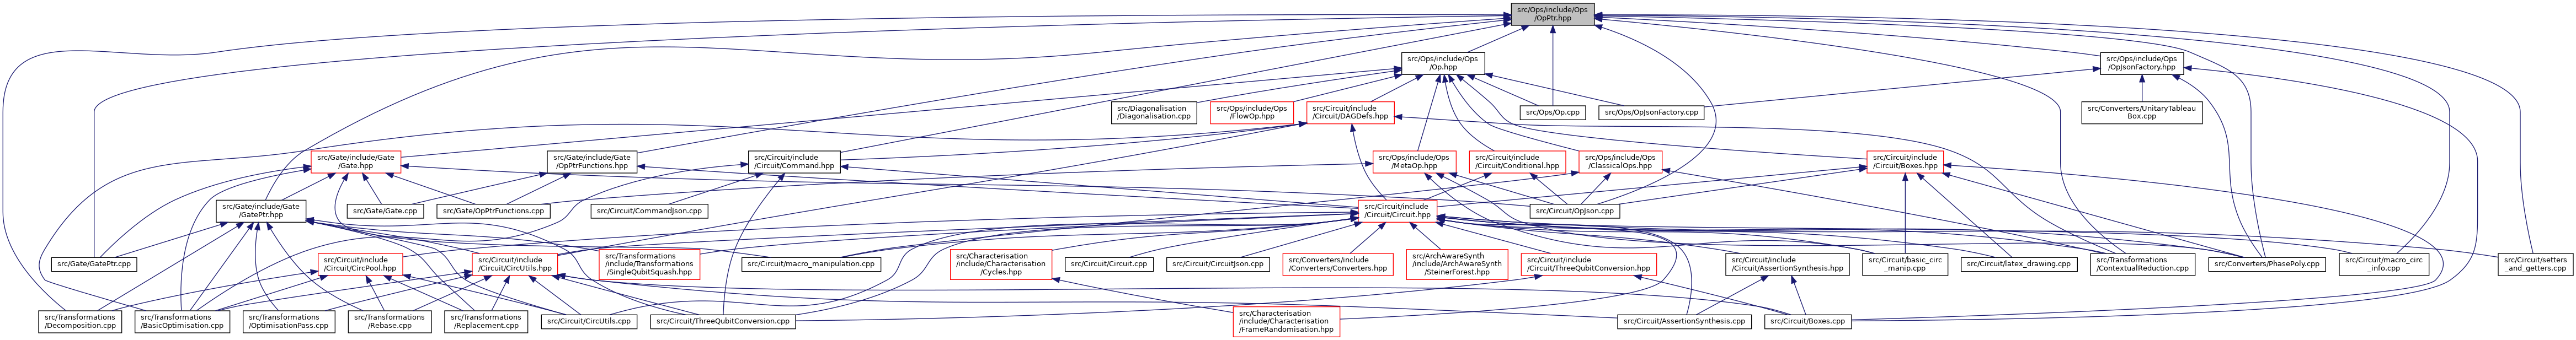 src/Ops/include/Ops
/OpPtr.hpp
src/Ops/include/Ops
/Op.hpp
src/Ops/include/Ops
/OpJsonFactory.hpp
src/Diagonalisation
/Diagonalisation.cpp
src/Ops/include/Ops
/FlowOp.hpp
src/Circuit/include
/Circuit/DAGDefs.hpp
src/Ops/Op.cpp
src/Ops/OpJsonFactory.cpp
src/Converters/UnitaryTableau
Box.cpp
src/Gate/include/Gate
/Gate.hpp
src/Gate/include/Gate
/OpPtrFunctions.hpp
src/Circuit/include
/Circuit/Command.hpp
src/Ops/include/Ops
/MetaOp.hpp
src/Circuit/include
/Circuit/Conditional.hpp
src/Ops/include/Ops
/ClassicalOps.hpp
src/Circuit/include
/Circuit/Boxes.hpp
src/Gate/include/Gate
/GatePtr.hpp
src/Gate/Gate.cpp
src/Gate/OpPtrFunctions.cpp
src/Circuit/CommandJson.cpp
src/Circuit/include
/Circuit/Circuit.hpp
src/Circuit/OpJson.cpp
src/Gate/GatePtr.cpp
src/Circuit/include
/Circuit/CircPool.hpp
src/Circuit/include
/Circuit/CircUtils.hpp
src/Transformations
/include/Transformations
/SingleQubitSquash.hpp
src/Circuit/macro_manipulation.cpp
src/Characterisation
/include/Characterisation
/Cycles.hpp
src/Circuit/Circuit.cpp
src/Circuit/CircuitJson.cpp
src/Converters/include
/Converters/Converters.hpp
src/ArchAwareSynth
/include/ArchAwareSynth
/SteinerForest.hpp
src/Circuit/include
/Circuit/ThreeQubitConversion.hpp
src/Circuit/include
/Circuit/AssertionSynthesis.hpp
src/Circuit/basic_circ
_manip.cpp
src/Circuit/latex_drawing.cpp
src/Transformations
/ContextualReduction.cpp
src/Converters/PhasePoly.cpp
src/Circuit/macro_circ
_info.cpp
src/Circuit/setters
_and_getters.cpp
src/Transformations
/Decomposition.cpp
src/Transformations
/BasicOptimisation.cpp
src/Transformations
/OptimisationPass.cpp
src/Transformations
/Rebase.cpp
src/Transformations
/Replacement.cpp
src/Circuit/CircUtils.cpp
src/Circuit/ThreeQubitConversion.cpp
src/Characterisation
/include/Characterisation
/FrameRandomisation.hpp
src/Circuit/AssertionSynthesis.cpp
src/Circuit/Boxes.cpp